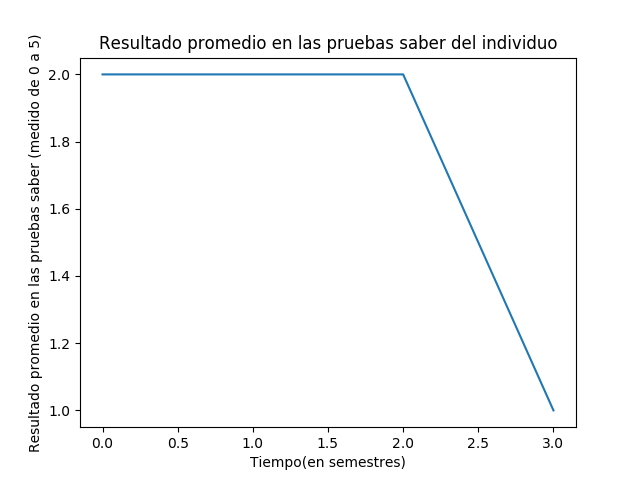 Resultado promedio en las pruebas saber del individuo
Resultado promedio en las pruebas saber (medido de 0 a 5)
2.0
1.8
1.6
1.4
1.2
1.0
0.0 0.5 1.0 1.5 2.0 2.5 3.0
Tiempo(en semestres)